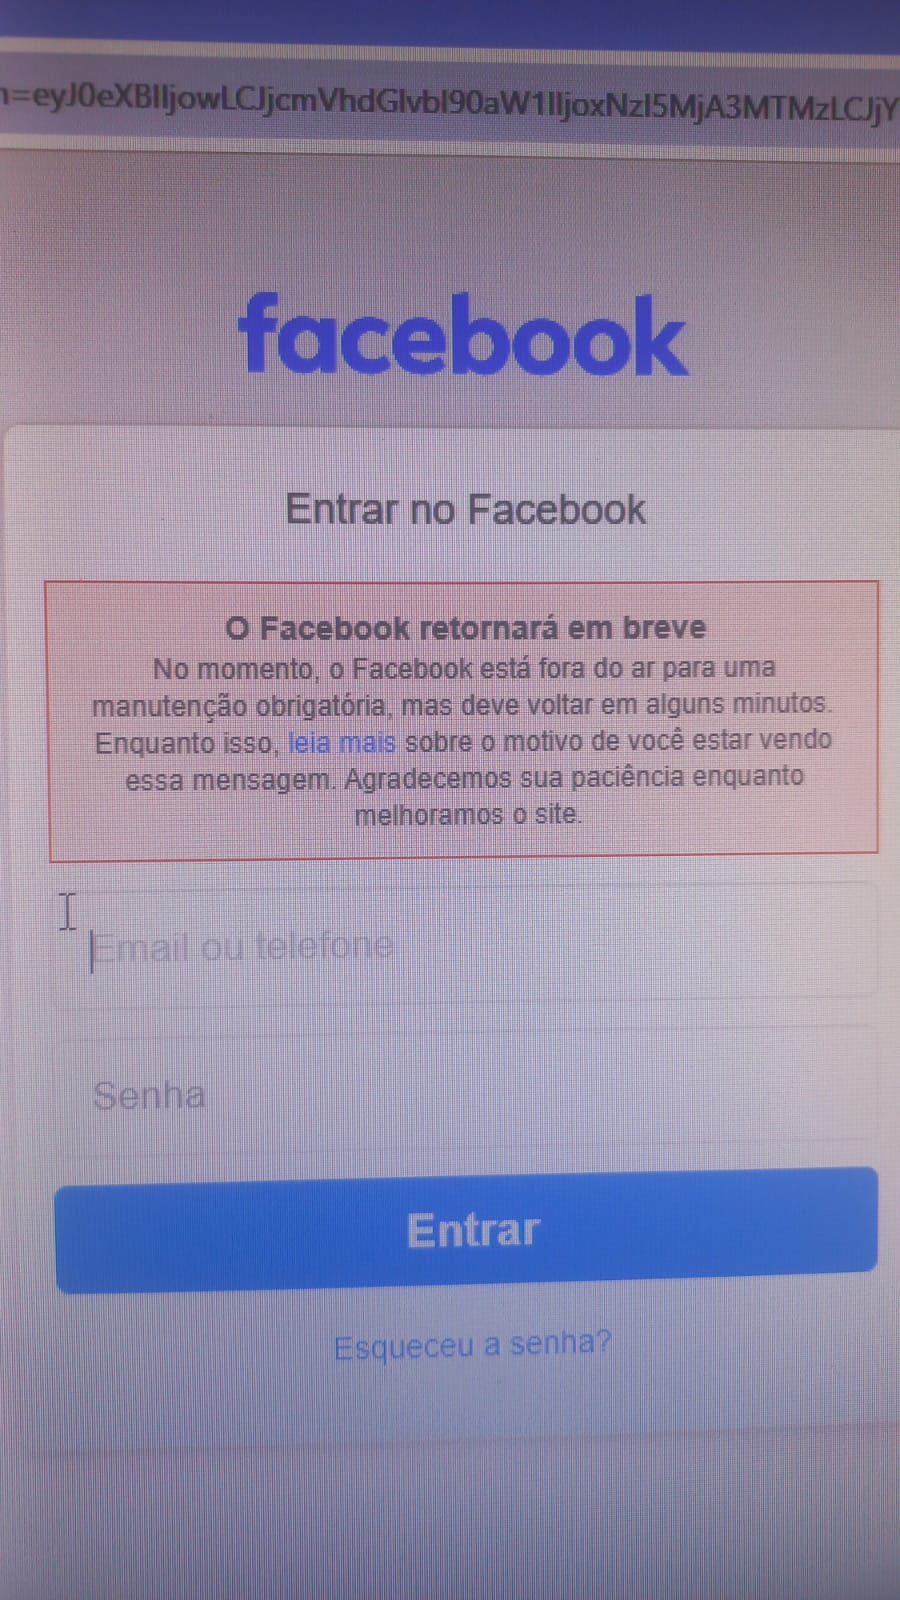 n=eyJ0eXBlIjowLCJjcmVhdGlvbl90aW1lIjoxNzI5MjA3MTMzLCJjY
facebook
Entrar no Facebook
O Facebook retornará em breve
No momento, o Facebook está fora do ar para uma
manutenção obrigatória, mas deve voltar em alguns minutos.
Enquanto isso, leia mais sobre o motivo de você estar vendo
essa mensagem. Agradecemos sua paciência enquanto
melhoramos o site.
Email ou telefone
Senha
Entrar
Esqueceu a senha?